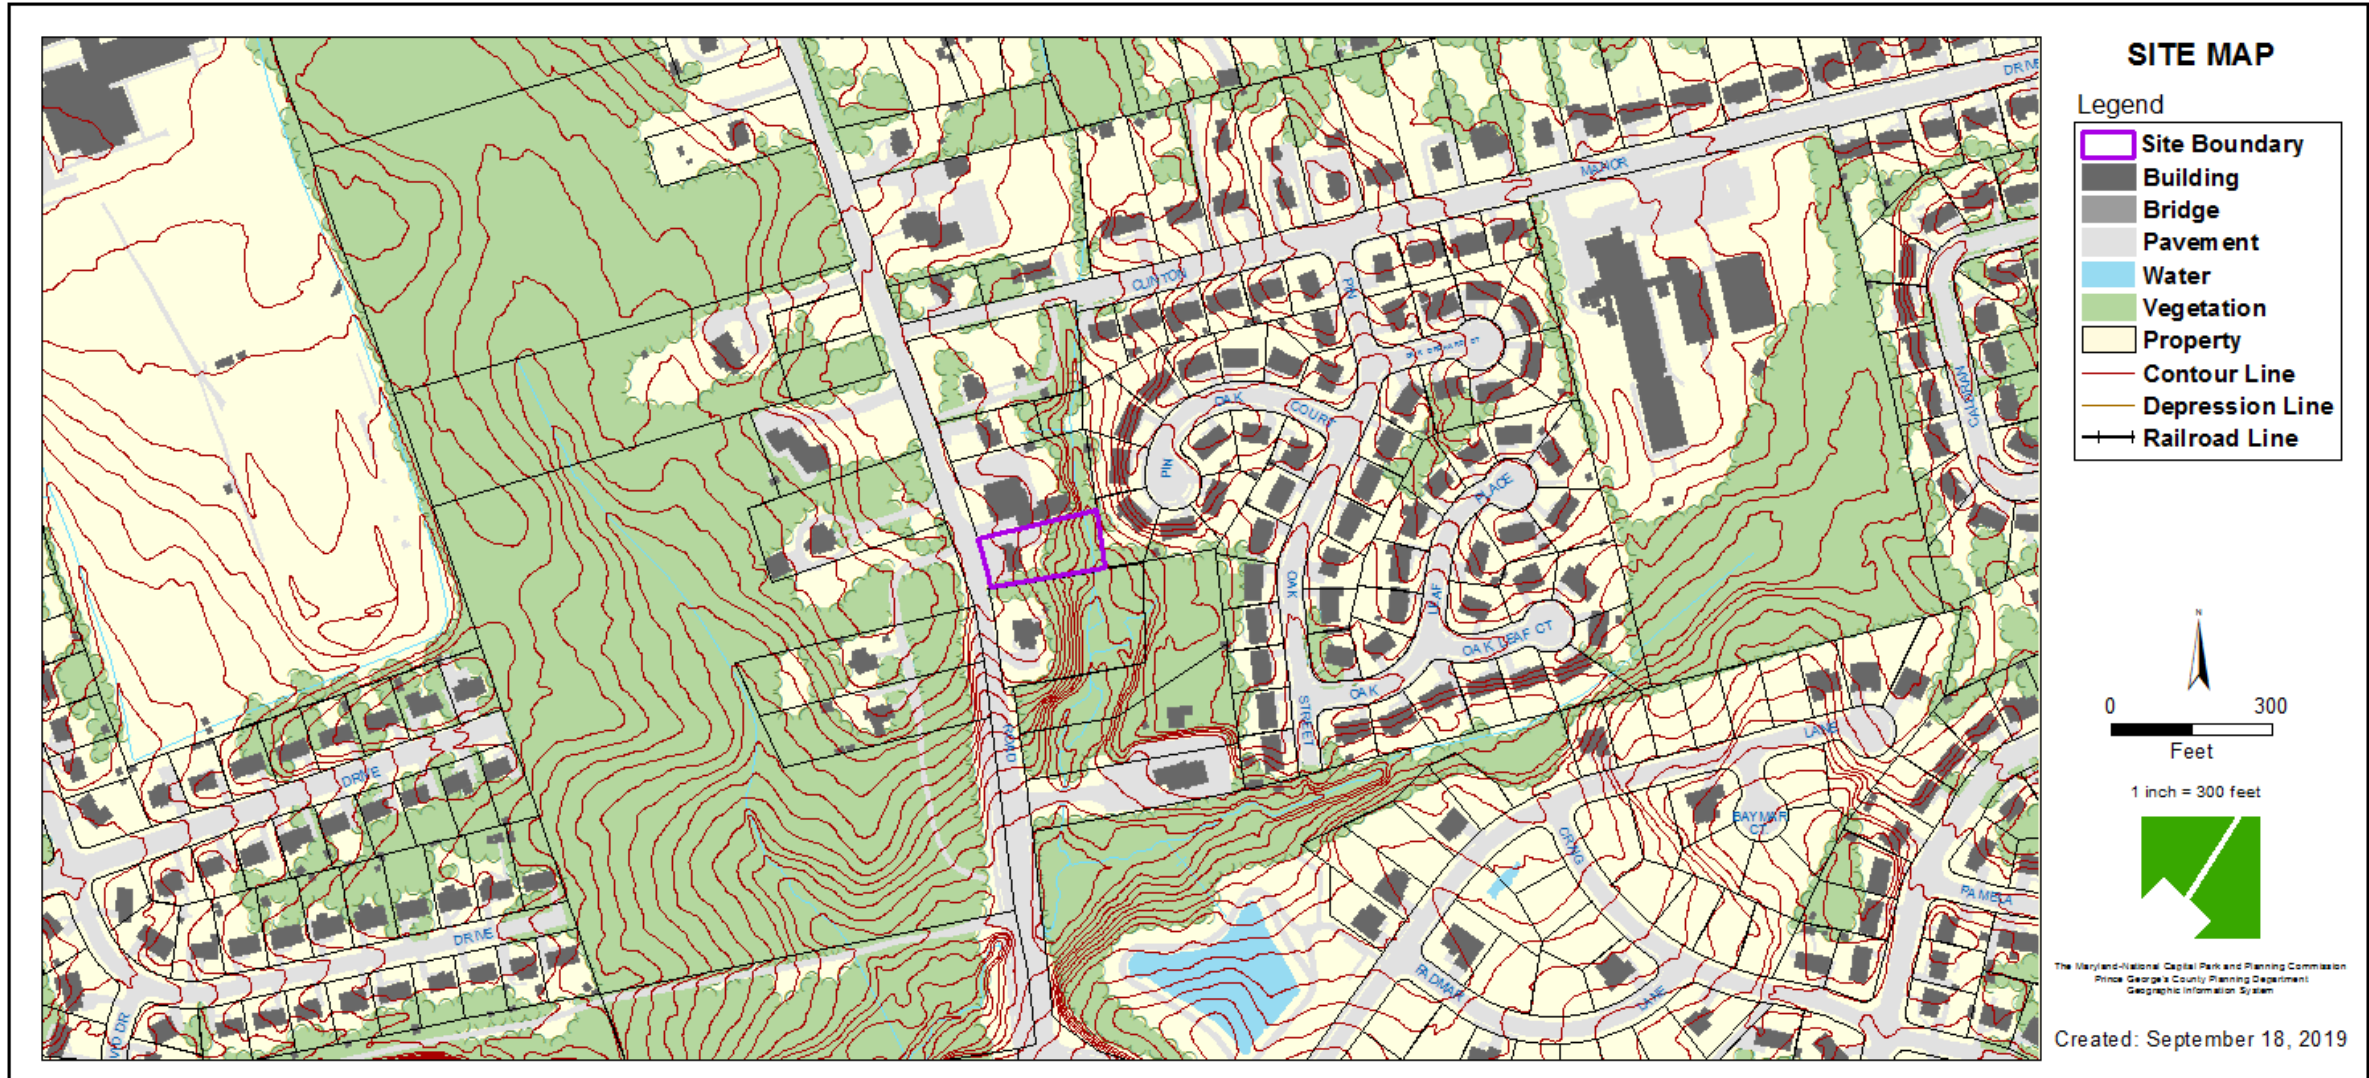 SITE MAP
Legend
Site Boundary
Building
Bridge
Pavement
Water
Vegetation
Property
Contour Line
Depression Line
Railroad Line
N
0 300
Feet
1 inch = 300 feet
The Maryland-National Capital Park and Planning Commission
Prince George's County Planning Department
Geographic Information System
Created: September 18, 2019
DRIVE
MANOR
CLINTON
PIN
OAK
COURT
PIN
PLACE
OAK
LEAF
OAK LEAF CT
OAK
STREET
ROAD
DRIVE
DRIVE
LANE
BAYMAR
CT
CRAIG
PAMELA
PADMAR
LANE